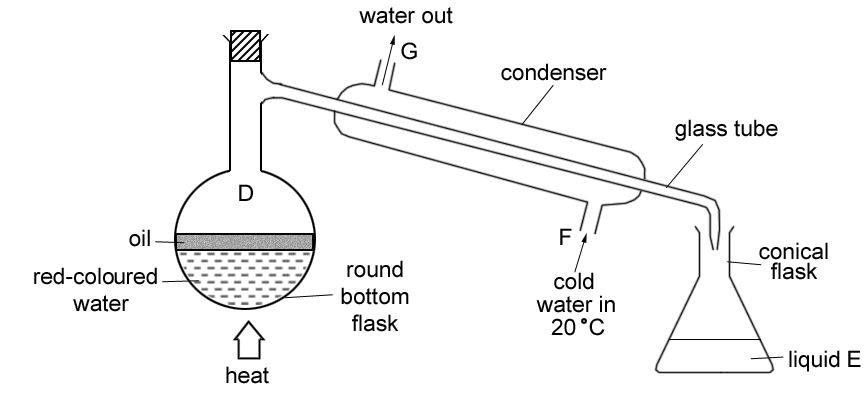 water out
G
condenser
glass tube
D
oil
F
red-coloured
water
round
bottom
flask
cold
water in
20 °C
conical
flask
heat
liquid E